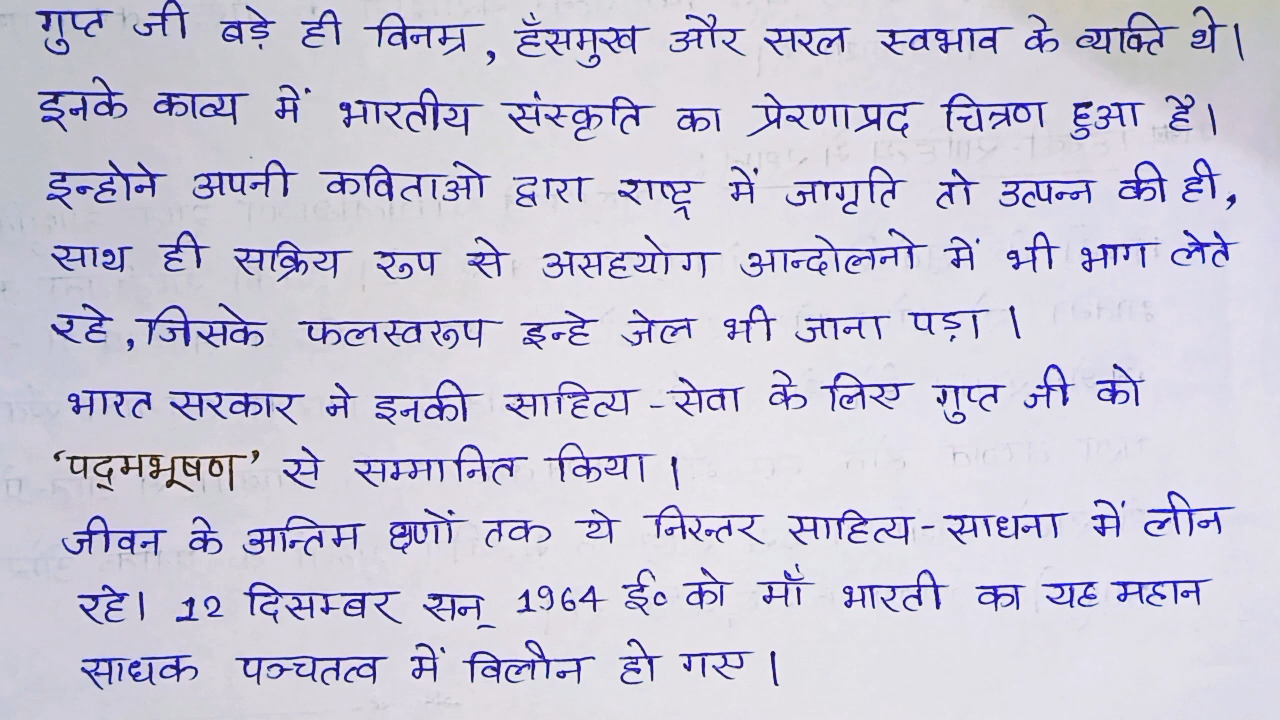 गुप्त जी बड़े ही विनम्र, हँसमुख और सरल स्वभाव के व्यक्ति थे।
इनके काव्य में भारतीय संस्कृति का प्रेरणाप्रद चित्रण हुआ है।
इन्होने अपनी कविताओ द्वारा राष्ट्र में जागृति तो उत्पन्न की ही,
साथ ही सक्रिय रूप से असहयोग आन्दोलनो में भी भाग लेते
रहे, जिसके फलस्वरूप इन्हे जेल भी जाना पड़ा ।
भारत सरकार ने इनकी साहित्य-सेवा के लिए गुप्त जी को
'पद्मभूषण' से सम्मानित किया ।
जीवन के अन्तिम क्षणों तक ये निरन्तर साहित्य-साधना में लीन
रहे। 12 दिसम्बर सन् 1964 ई० को माँ भारती का यह महान
साधक पञ्चतत्व में विलीन हो गए ।